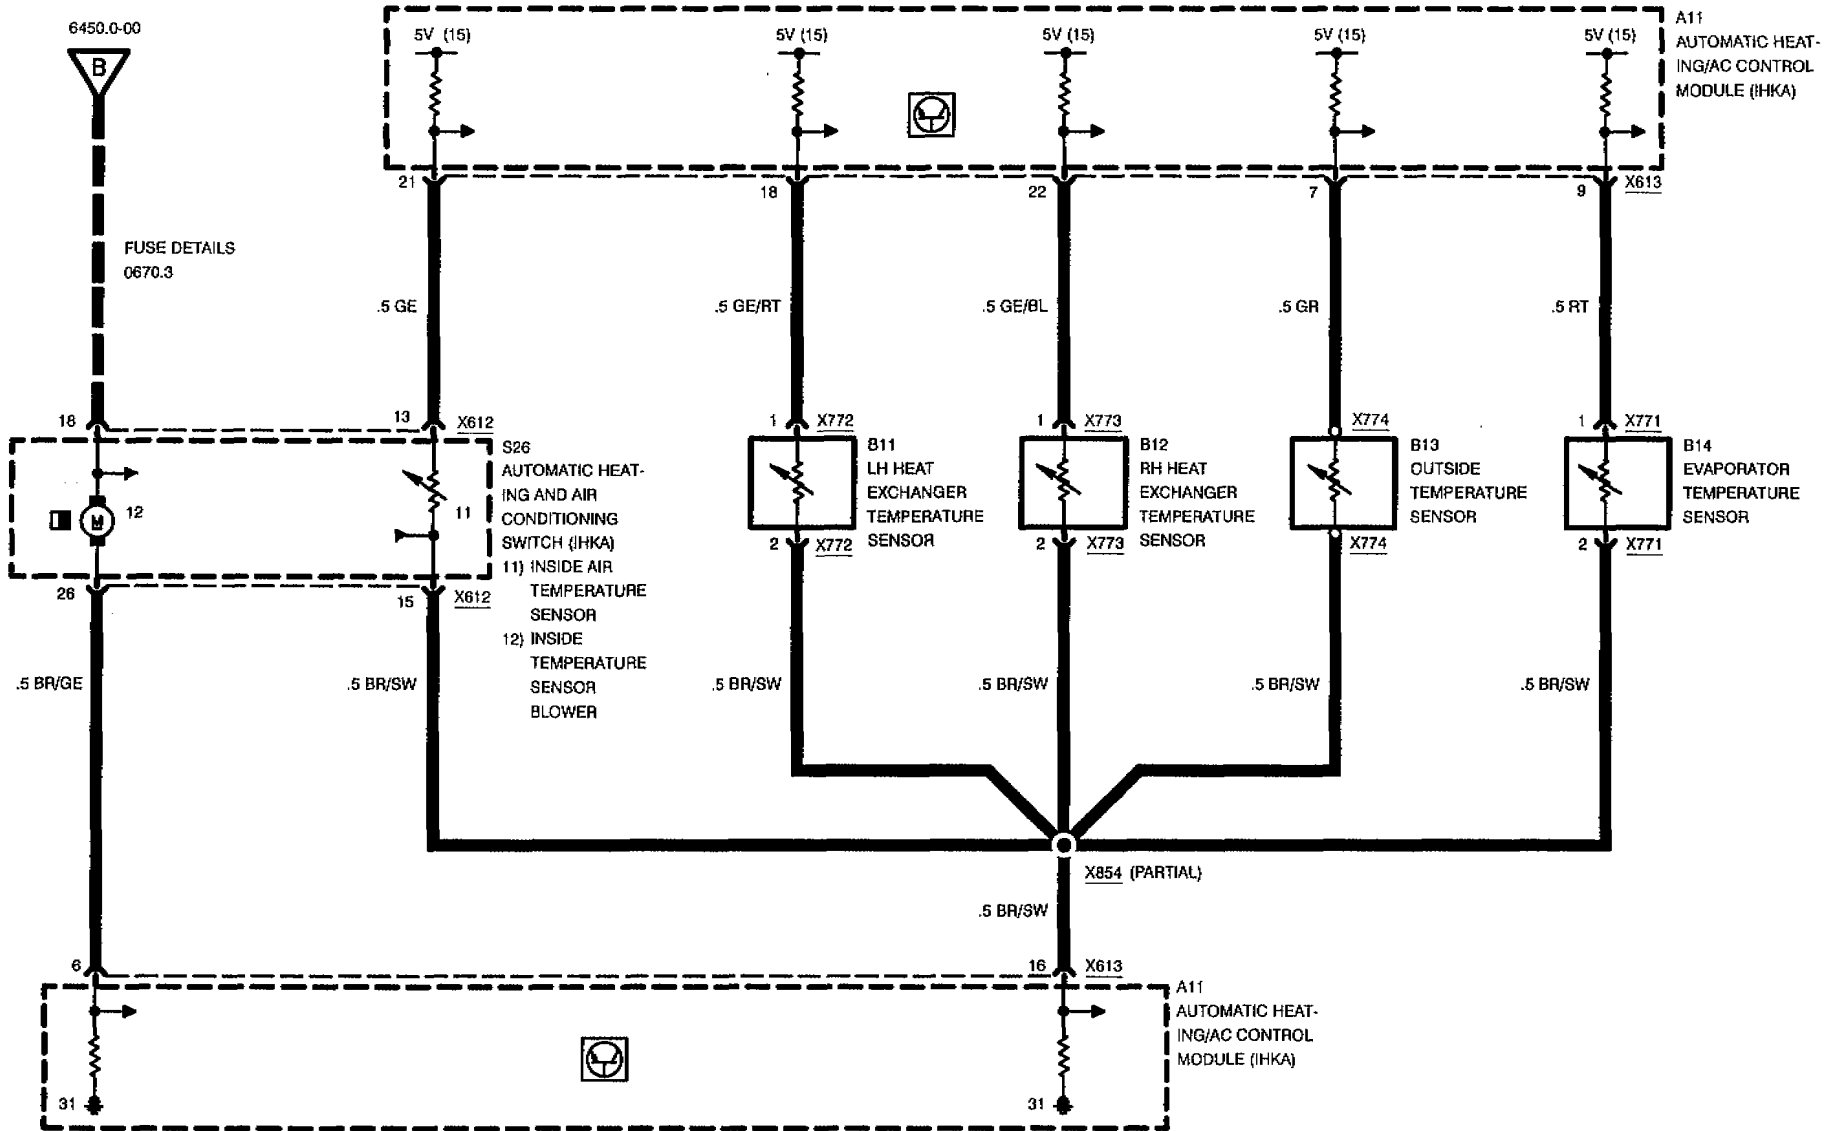 6450.0-00
B
5V (15)
5V (15)
5V (15)
5V (15)
5V (15)
A11
AUTOMATIC HEAT-
ING/AC CONTROL
MODULE (IHKA)
21
18
22
7
9
X613
FUSE DETAILS
0670.3
.5 GE
.5 GE/RT
.5 GE/BL
.5 GR
.5 RT
18
13
X612
1
X772
1
X773
X774
1
X771
S26
AUTOMATIC HEAT-
ING AND AIR
CONDITIONING
SWITCH (IHKA)
11) INSIDE AIR
TEMPERATURE
SENSOR
12) INSIDE
TEMPERATURE
SENSOR
BLOWER
M
12
11
B11
LH HEAT
EXCHANGER
TEMPERATURE
SENSOR
B12
RH HEAT
EXCHANGER
TEMPERATURE
SENSOR
B13
OUTSIDE
TEMPERATURE
SENSOR
B14
EVAPORATOR
TEMPERATURE
SENSOR
26
15
X612
2
X772
2
X773
X774
2
X771
.5 BR/GE
.5 BR/SW
.5 BR/SW
.5 BR/SW
.5 BR/SW
.5 BR/SW
X854 (PARTIAL)
.5 BR/SW
6
16
X613
A11
AUTOMATIC HEAT-
ING/AC CONTROL
MODULE (IHKA)
31
31